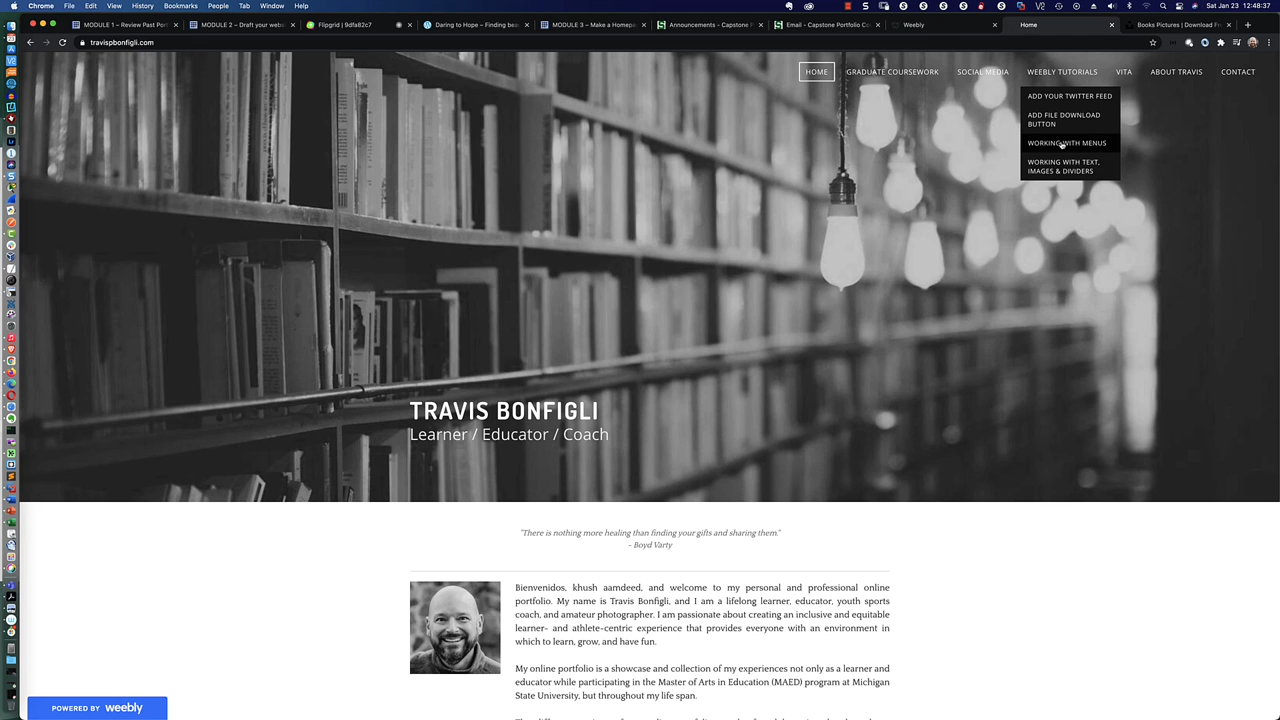 Chrome File Edit View History Bookmarks People Tab Window Help Sat Jan 23 12:48:37
MODULE 1 – Review Past Por MODULE 2 – Draft your webs Flipgrid | 9dfa82c7 Daring to Hope – Finding bea MODULE 3 – Make a Homepa Announcements - Capstone P Email - Capstone Portfolio Co Weebly Home Books Pictures | Download Fr
travispbonfigli.com
HOME GRADUATE COURSEWORK SOCIAL MEDIA WEEBLY TUTORIALS VITA ABOUT TRAVIS CONTACT
ADD YOUR TWITTER FEED
ADD FILE DOWNLOAD
BUTTON
WORKING WITH MENUS
WORKING WITH TEXT,
IMAGES & DIVIDERS
TRAVIS BONFIGLI
Learner / Educator / Coach
"There is nothing more healing than finding your gifts and sharing them."
– Boyd Varty
Bienvenidos, khush aamdeed, and welcome to my personal and professional online
portfolio. My name is Travis Bonfigli, and I am a lifelong learner, educator, youth sports
coach, and amateur photographer. I am passionate about creating an inclusive and equitable
learner- and athlete-centric experience that provides everyone with an environment in
which to learn, grow, and have fun.
My online portfolio is a showcase and collection of my experiences not only as a learner and
educator while participating in the Master of Arts in Education (MAED) program at Michigan
State University, but throughout my life span.
POWERED BY weebly